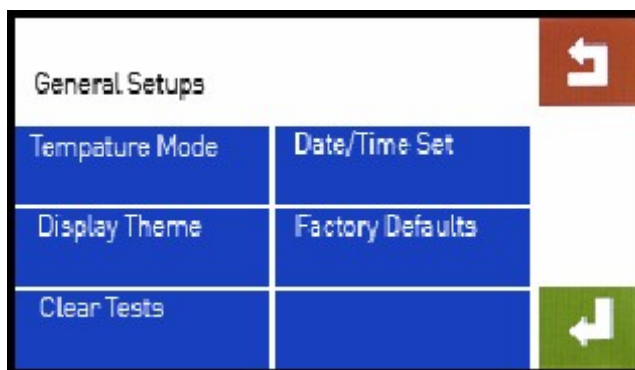 General Setups
Tempature Mode
Date/Time Set
Display Theme
Factory Defaults
Clear Tests